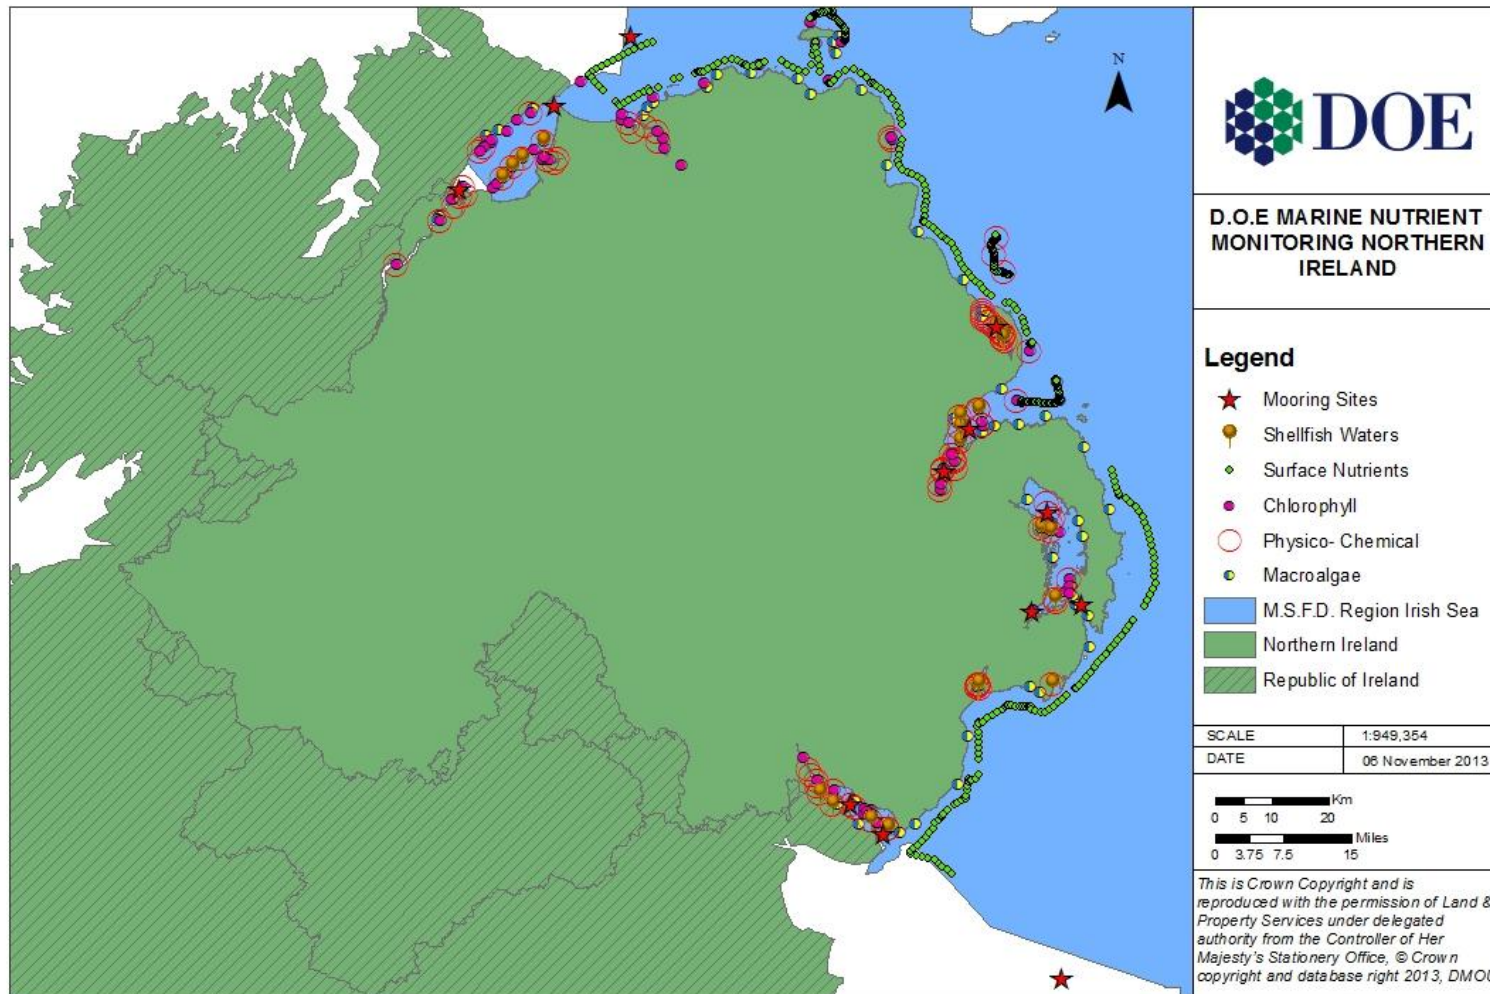 N
DOE
D.O.E MARINE NUTRIENT
MONITORING NORTHERN
IRELAND
Legend
Mooring Sites
Shellfish Waters
Surface Nutrients
Chlorophyll
Physico- Chemical
Macroalgae
M.S.F.D. Region Irish Sea
Northern Ireland
Republic of Ireland
SCALE 1:949,354
DATE 06 November 2013
Km
0 5 10 20
Miles
0 3.75 7.5 15
This is Crown Copyright and is
reproduced with the permission of Land &
Property Services under delegated
authority from the Controller of Her
Majesty's Stationery Office, © Crown
copyright and database right 2013, DMOU